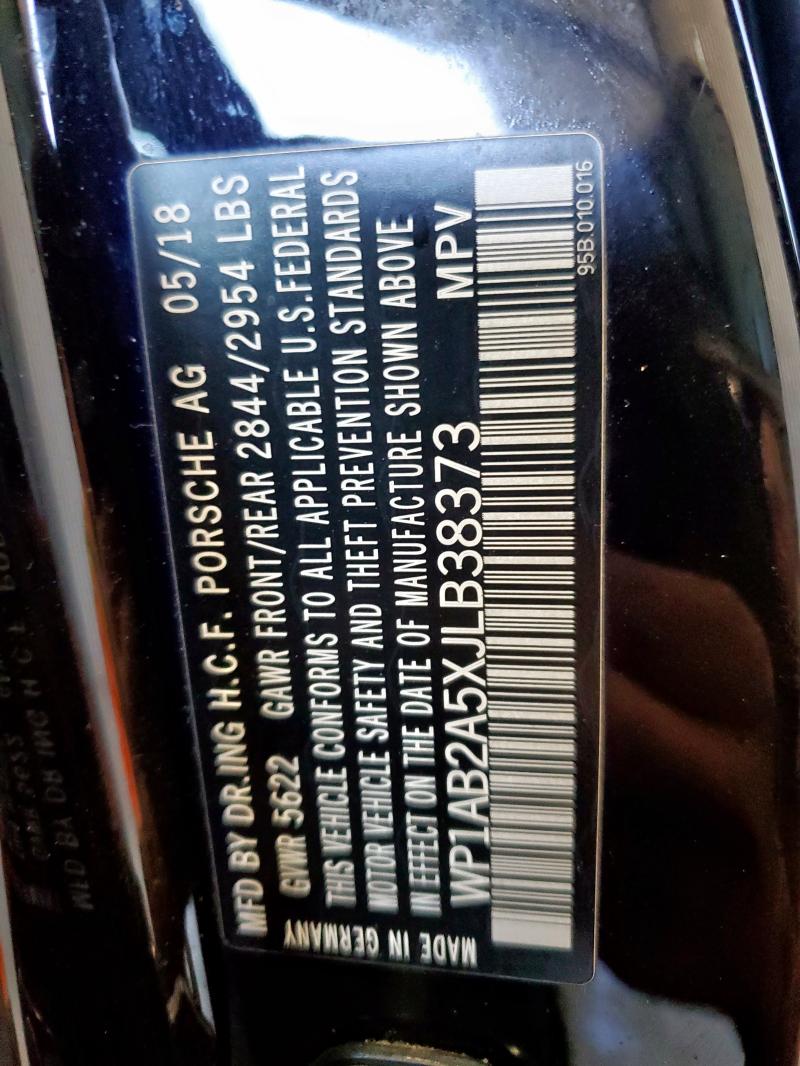 MFD BY DR.ING H.C.F. PORSCHE AG 05/18
GVWR 5622 GAWR FRONT/REAR 2844/2954 LBS
THIS VEHICLE CONFORMS TO ALL APPLICABLE U.S.FEDERAL
MOTOR VEHICLE SAFETY AND THEFT PREVENTION STANDARDS
IN EFFECT ON THE DATE OF MANUFACTURE SHOWN ABOVE
WP1AB2A5XJLB38373 MPV
MADE IN GERMANY
95B.010.016